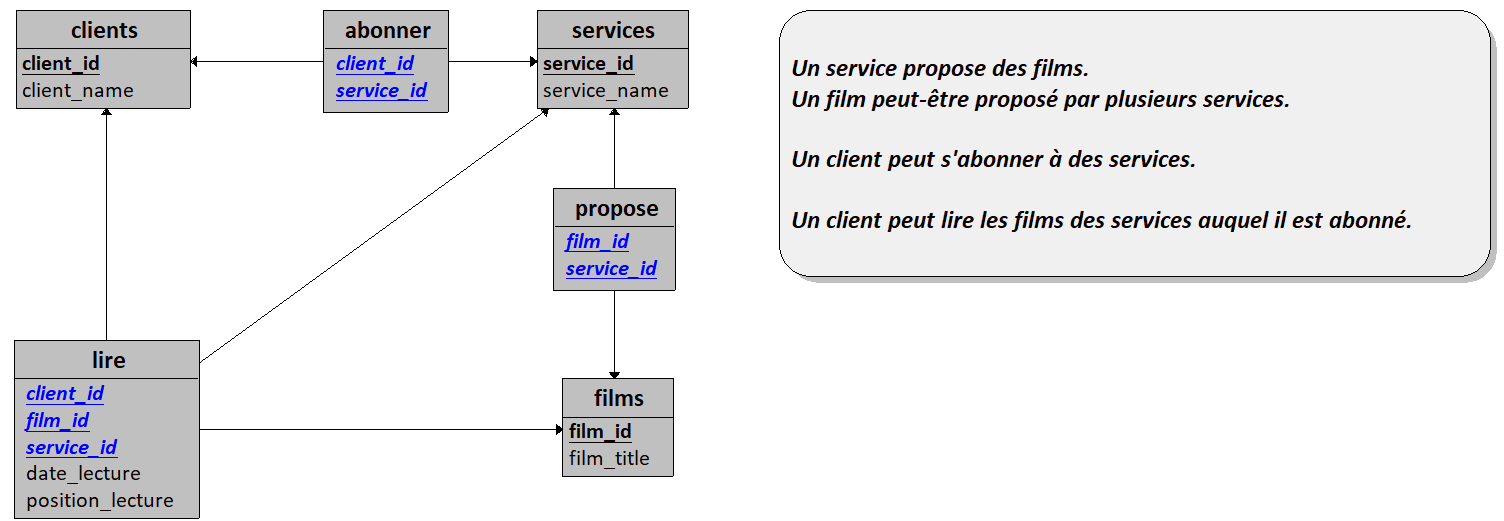 clients
client_id
client_name
abonner
client_id
service_id
services
service_id
service_name
Un service propose des films.
Un film peut-être proposé par plusieurs services.
Un client peut s'abonner à des services.
Un client peut lire les films des services auquel il est abonné.
propose
film_id
service_id
lire
client_id
film_id
service_id
date_lecture
position_lecture
films
film_id
film_title